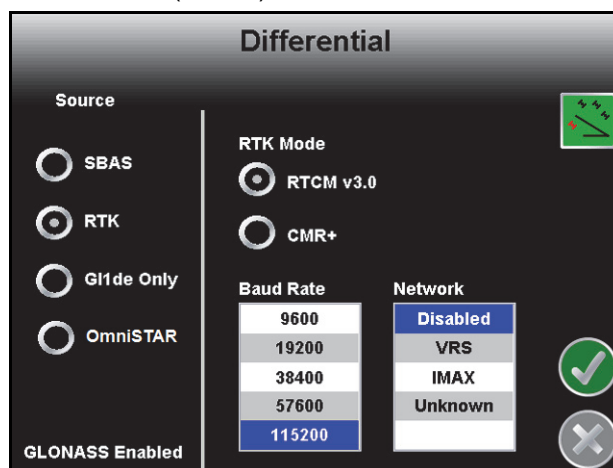 Differential
Source
SBAS
RTK
Gl1de Only
OmniSTAR
GLONASS Enabled
RTK Mode
RTCM v3.0
CMR+
Baud Rate
9600
19200
38400
57600
115200
Network
Disabled
VRS
IMAX
Unknown